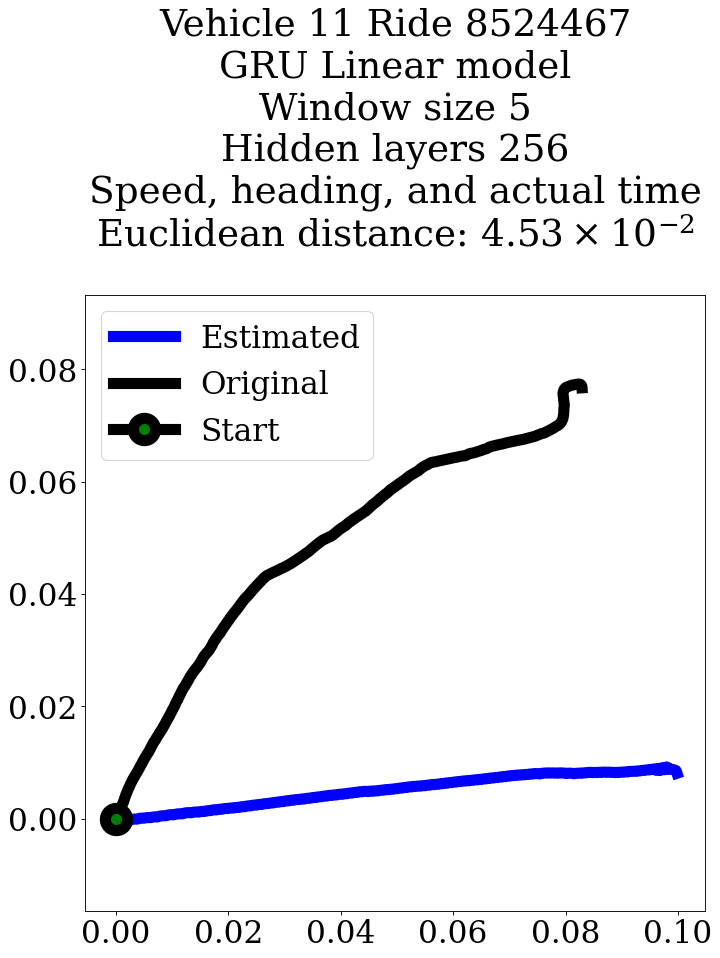 Vehicle 11 Ride 8524467
GRU Linear model
Window size 5
Hidden layers 256
Speed, heading, and actual time
Euclidean distance: 4.53 × 10⁻²
Estimated
Original
Start
0.08
0.06
0.04
0.02
0.00
0.00 0.02 0.04 0.06 0.08 0.10